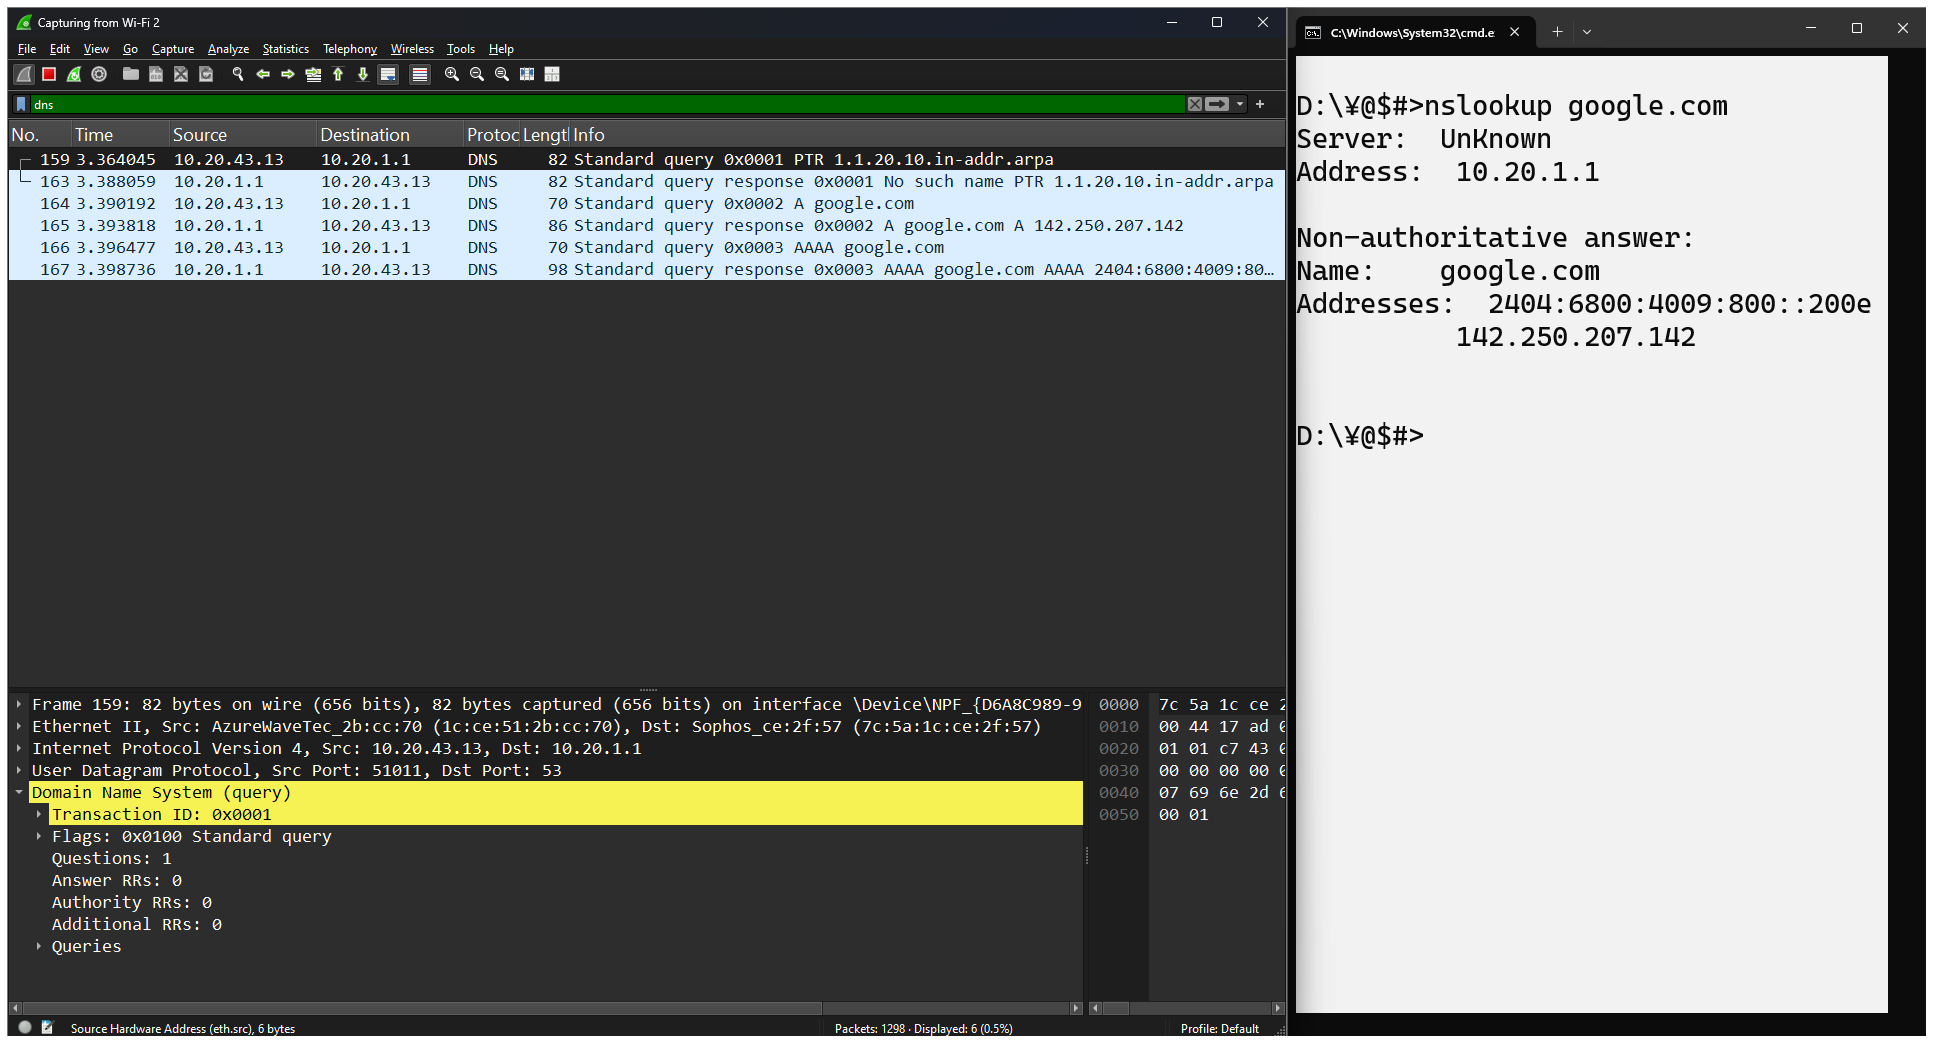 Capturing from Wi-Fi 2
File Edit View Go Capture Analyze Statistics Telephony Wireless Tools Help
dns
No. Time Source Destination Protoc Lengt Info
159 3.364045 10.20.43.13 10.20.1.1 DNS 82 Standard query 0x0001 PTR 1.1.20.10.in-addr.arpa
163 3.388059 10.20.1.1 10.20.43.13 DNS 82 Standard query response 0x0001 No such name PTR 1.1.20.10.in-addr.arpa
164 3.390192 10.20.43.13 10.20.1.1 DNS 70 Standard query 0x0002 A google.com
165 3.393818 10.20.1.1 10.20.43.13 DNS 86 Standard query response 0x0002 A google.com A 142.250.207.142
166 3.396477 10.20.43.13 10.20.1.1 DNS 70 Standard query 0x0003 AAAA google.com
167 3.398736 10.20.1.1 10.20.43.13 DNS 98 Standard query response 0x0003 AAAA google.com AAAA 2404:6800:4009:80…
Frame 159: 82 bytes on wire (656 bits), 82 bytes captured (656 bits) on interface \Device\NPF_{D6A8C989-9
Ethernet II, Src: AzureWaveTec_2b:cc:70 (1c:ce:51:2b:cc:70), Dst: Sophos_ce:2f:57 (7c:5a:1c:ce:2f:57)
Internet Protocol Version 4, Src: 10.20.43.13, Dst: 10.20.1.1
User Datagram Protocol, Src Port: 51011, Dst Port: 53
Domain Name System (query)
Transaction ID: 0x0001
Flags: 0x0100 Standard query
Questions: 1
Answer RRs: 0
Authority RRs: 0
Additional RRs: 0
Queries
0000 7c 5a 1c ce 2
0010 00 44 17 ad 0
0020 01 01 c7 43 0
0030 00 00 00 00 0
0040 07 69 6e 2d 6
0050 00 01
Source Hardware Address (eth.src), 6 bytes
Packets: 1298 · Displayed: 6 (0.5%)
Profile: Default
C:\Windows\System32\cmd.e
D:\¥@$#>nslookup google.com
Server: UnKnown
Address: 10.20.1.1
Non-authoritative answer:
Name: google.com
Addresses: 2404:6800:4009:800::200e
142.250.207.142
D:\¥@$#>